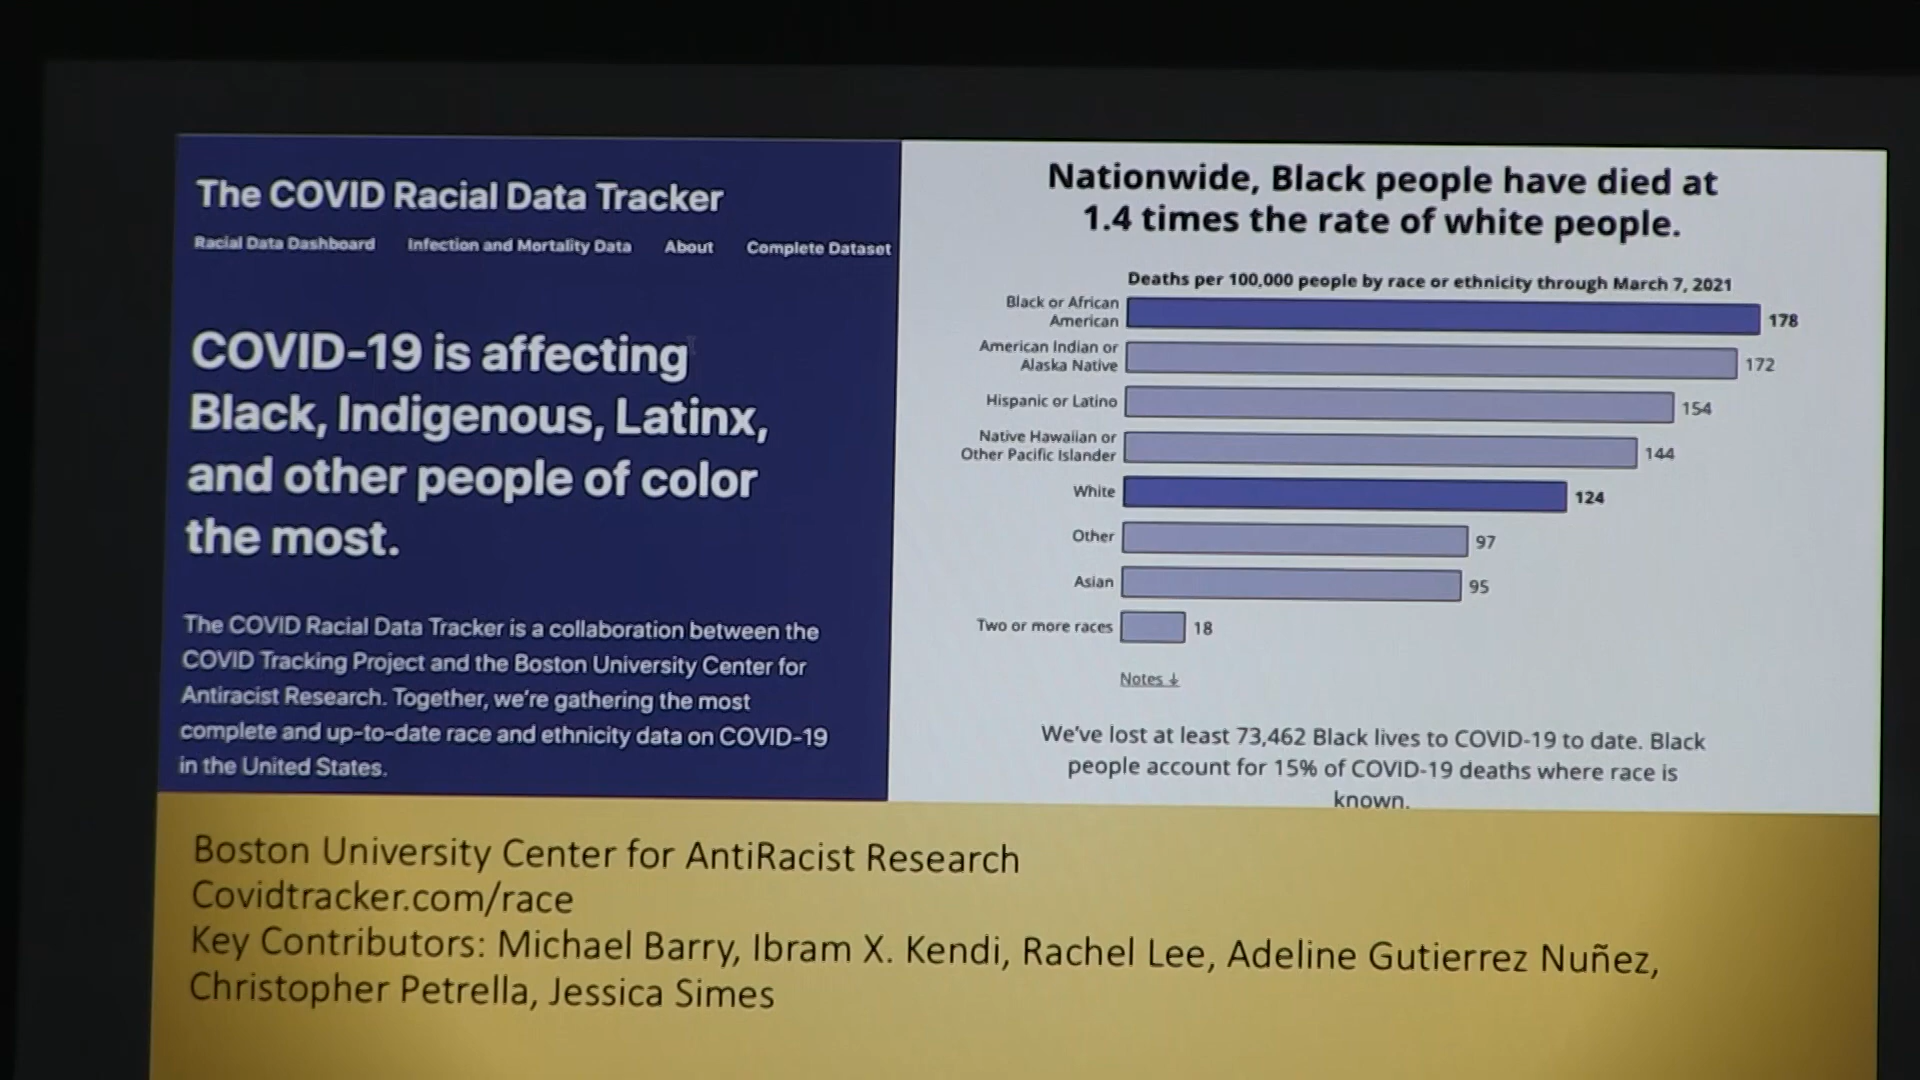 The COVID Racial Data Tracker
Racial Data Dashboard Infection and Mortality Data About Complete Dataset
COVID-19 is affecting
Black, Indigenous, Latinx,
and other people of color
the most.
The COVID Racial Data Tracker is a collaboration between the
COVID Tracking Project and the Boston University Center for
Antiracist Research. Together, we're gathering the most
complete and up-to-date race and ethnicity data on COVID-19
in the United States.
Nationwide, Black people have died at
1.4 times the rate of white people.
Deaths per 100,000 people by race or ethnicity through March 7, 2021
Black or African
American 178
American Indian or
Alaska Native 172
Hispanic or Latino 154
Native Hawaiian or
Other Pacific Islander 144
White 124
Other 97
Asian 95
Two or more races 18
Notes ↓
We've lost at least 73,462 Black lives to COVID-19 to date. Black
people account for 15% of COVID-19 deaths where race is
known.
Boston University Center for AntiRacist Research
Covidtracker.com/race
Key Contributors: Michael Barry, Ibram X. Kendi, Rachel Lee, Adeline Gutierrez Nuñez,
Christopher Petrella, Jessica Simes